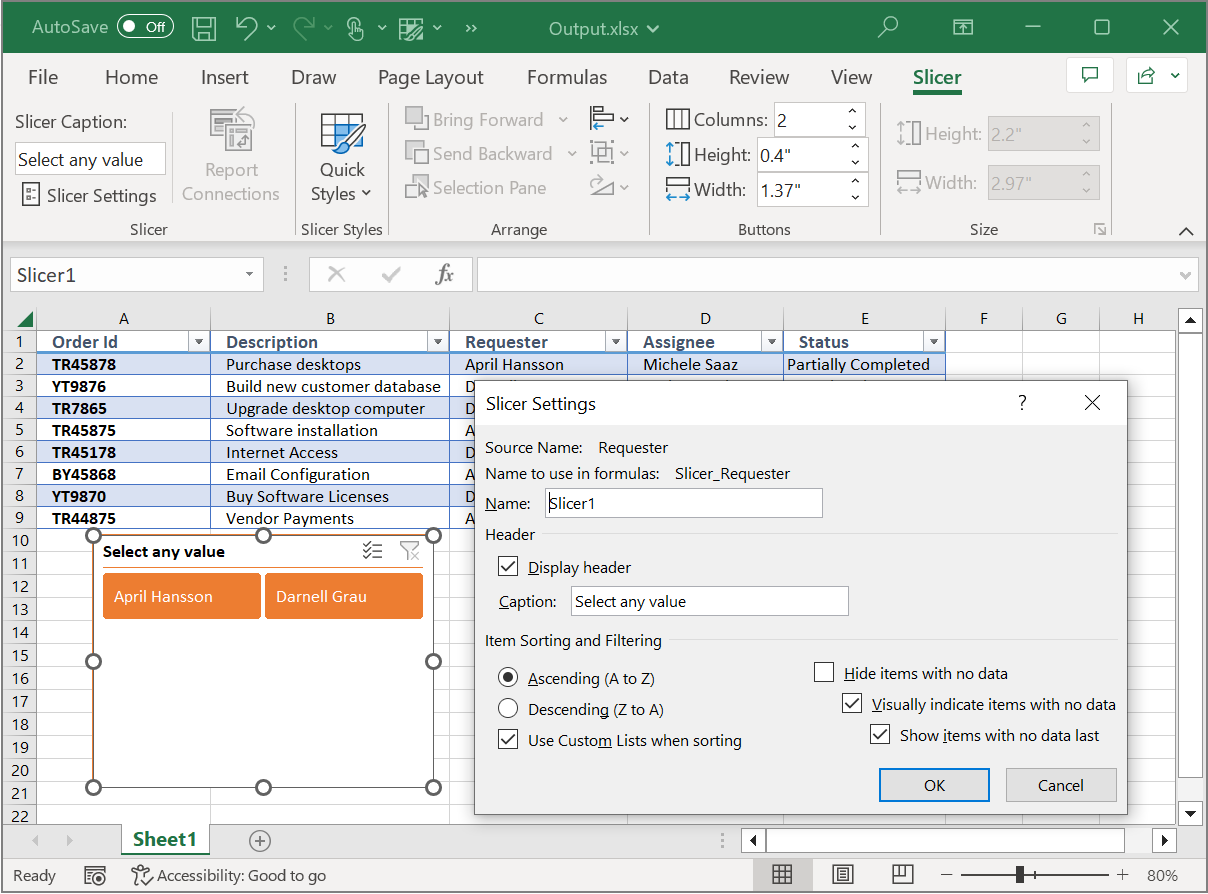 AutoSave Off Output.xlsx
File Home Insert Draw Page Layout Formulas Data Review View Slicer
Slicer Caption:
Select any value
Slicer Settings
Slicer
Report
Connections
Quick
Styles
Slicer Styles
Bring Forward
Send Backward
Selection Pane
Arrange
Columns: 2
Height: 0.4"
Width: 1.37"
Buttons
Height: 2.2"
Width: 2.97"
Size
Slicer1 fx
A B C D E F G H
1 Order Id Description Requester Assignee Status
2 TR45878 Purchase desktops April Hansson Michele Saaz Partially Completed
3 YT9876 Build new customer database D
4 TR7865 Upgrade desktop computer D
5 TR45875 Software installation A
6 TR45178 Internet Access D
7 BY45868 Email Configuration A
8 YT9870 Buy Software Licenses D
9 TR44875 Vendor Payments A
10
11
12
13
14
15
16
17
18
19
20
21
22
Select any value
April Hansson Darnell Grau
Slicer Settings ?
Source Name: Requester
Name to use in formulas: Slicer_Requester
Name: Slicer1
Header
Display header
Caption: Select any value
Item Sorting and Filtering
Ascending (A to Z)
Descending (Z to A)
Use Custom Lists when sorting
Hide items with no data
Visually indicate items with no data
Show items with no data last
OK Cancel
Sheet1
Ready Accessibility: Good to go 80%